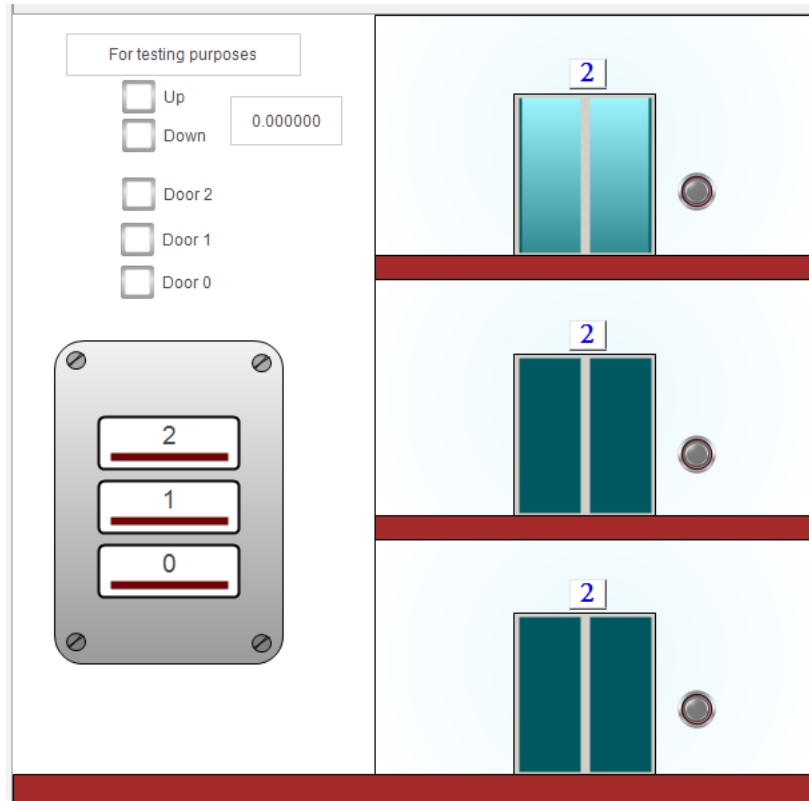 For testing purposes
Up
Down
0.000000
Door 2
Door 1
Door 0
2
1
0
2
2
2